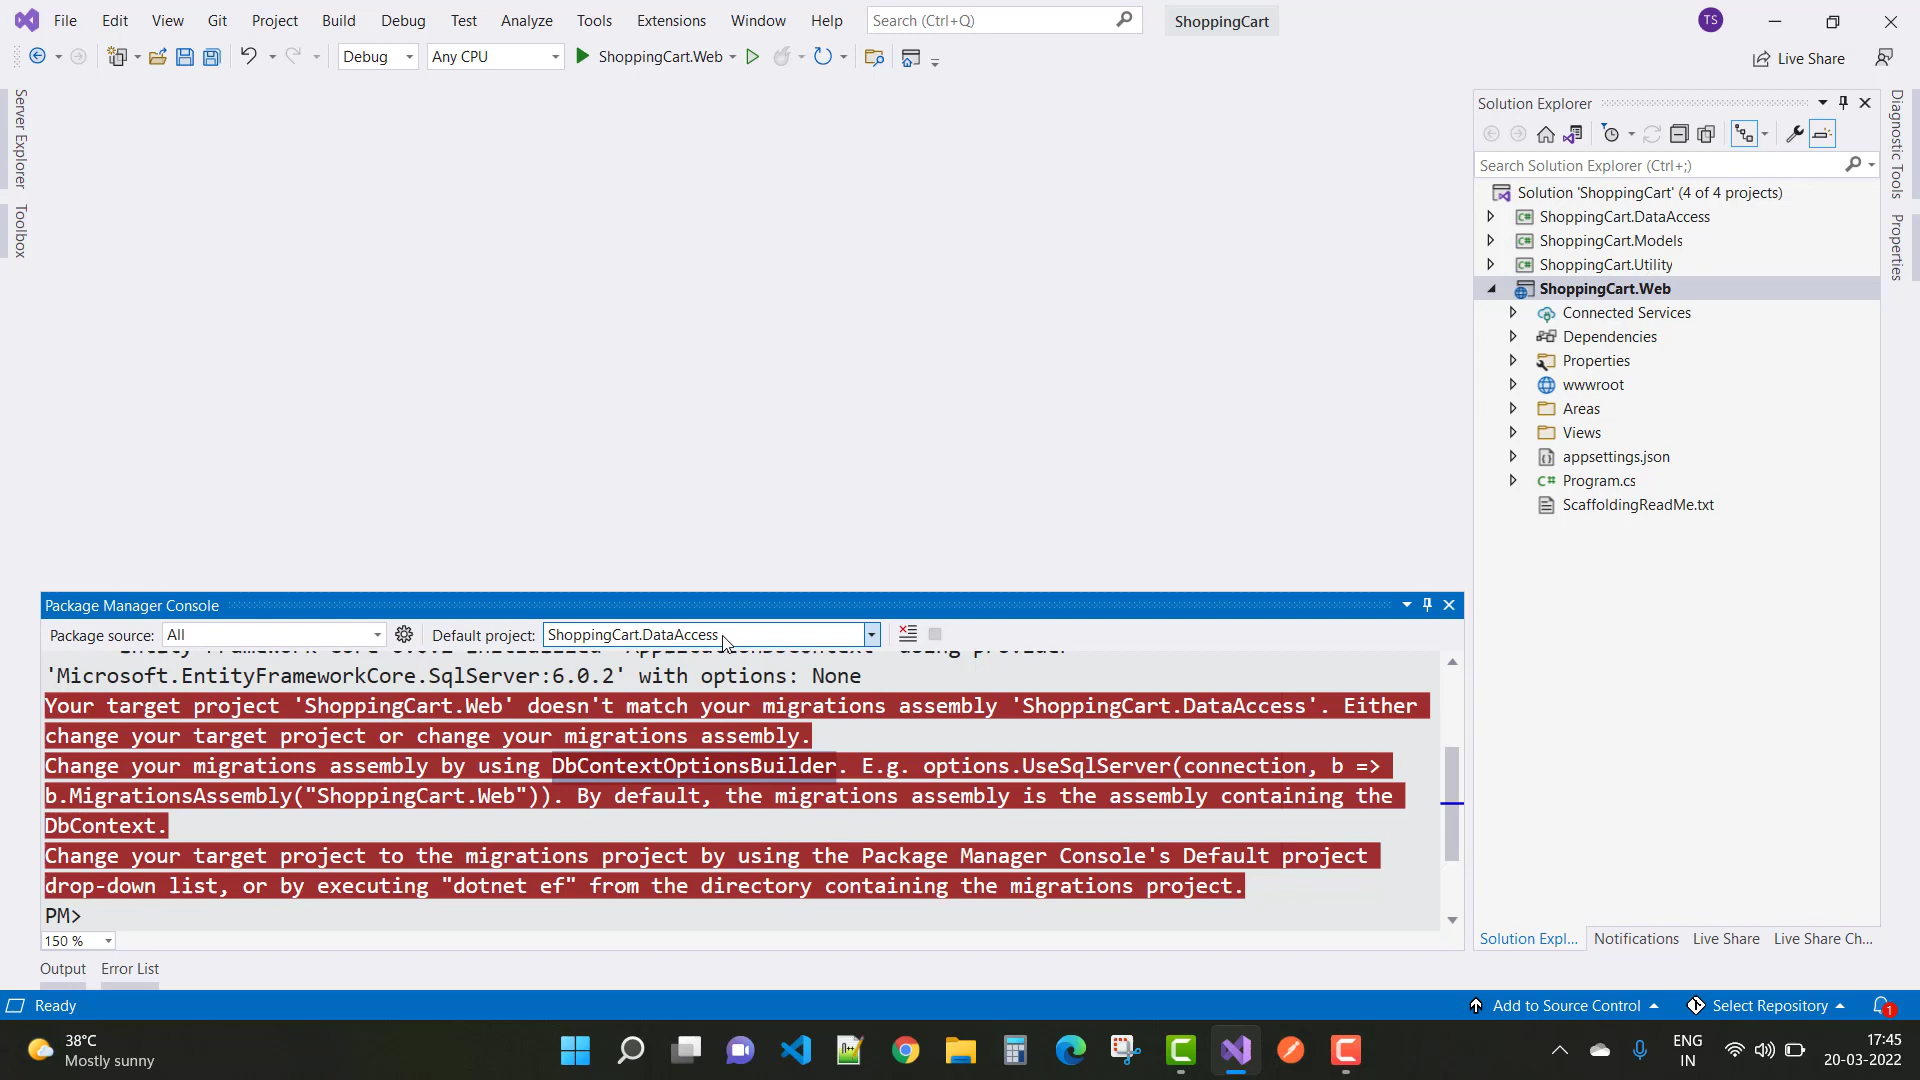 File Edit View Git Project Build Debug Test Analyze Tools Extensions Window Help Search (Ctrl+Q) ShoppingCart TS
Debug Any CPU ShoppingCart.Web Live Share
Server Explorer
Toolbox
Solution Explorer
Search Solution Explorer (Ctrl+;)
Solution 'ShoppingCart' (4 of 4 projects)
ShoppingCart.DataAccess
ShoppingCart.Models
ShoppingCart.Utility
ShoppingCart.Web
Connected Services
Dependencies
Properties
wwwroot
Areas
Views
appsettings.json
Program.cs
ScaffoldingReadMe.txt
Diagnostic Tools
Properties
Package Manager Console
Package source: All Default project: ShoppingCart.DataAccess
'Microsoft.EntityFrameworkCore.SqlServer:6.0.2' with options: None
Your target project 'ShoppingCart.Web' doesn't match your migrations assembly 'ShoppingCart.DataAccess'. Either
change your target project or change your migrations assembly.
Change your migrations assembly by using DbContextOptionsBuilder. E.g. options.UseSqlServer(connection, b =>
b.MigrationsAssembly("ShoppingCart.Web")). By default, the migrations assembly is the assembly containing the
DbContext.
Change your target project to the migrations project by using the Package Manager Console's Default project
drop-down list, or by executing "dotnet ef" from the directory containing the migrations project.
PM>
150 %
Solution Expl... Notifications Live Share Live Share Ch...
Output Error List
Ready Add to Source Control Select Repository 1
38°C
Mostly sunny
ENG
IN
17:45
20-03-2022